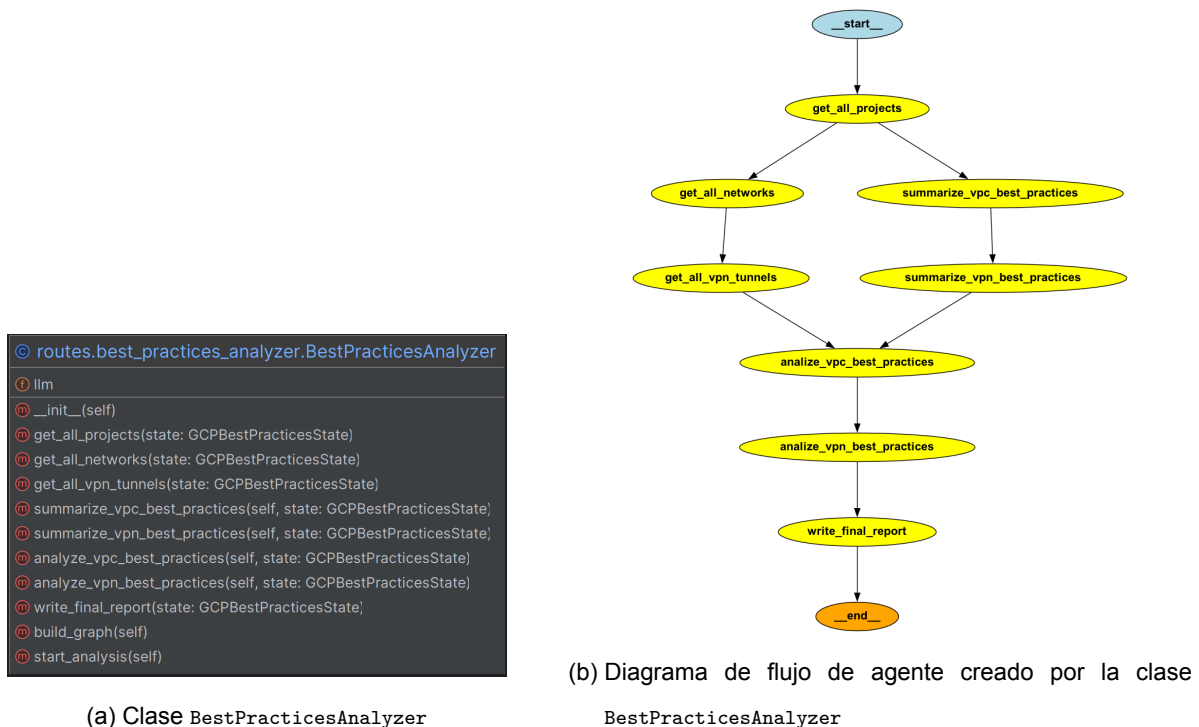 routes.best_practices_analyzer.BestPracticesAnalyzer
llm
__init__(self)
get_all_projects(state: GCPBestPracticesState)
get_all_networks(state: GCPBestPracticesState)
get_all_vpn_tunnels(state: GCPBestPracticesState)
summarize_vpc_best_practices(self, state: GCPBestPracticesState)
summarize_vpn_best_practices(self, state: GCPBestPracticesState)
analyze_vpc_best_practices(self, state: GCPBestPracticesState)
analyze_vpn_best_practices(self, state: GCPBestPracticesState)
write_final_report(state: GCPBestPracticesState)
build_graph(self)
start_analysis(self)
(a) Clase BestPracticesAnalyzer
__start__
get_all_projects
get_all_networks summarize_vpc_best_practices
get_all_vpn_tunnels summarize_vpn_best_practices
analize_vpc_best_practices
analize_vpn_best_practices
write_final_report
__end__
(b) Diagrama de flujo de agente creado por la clase
BestPracticesAnalyzer